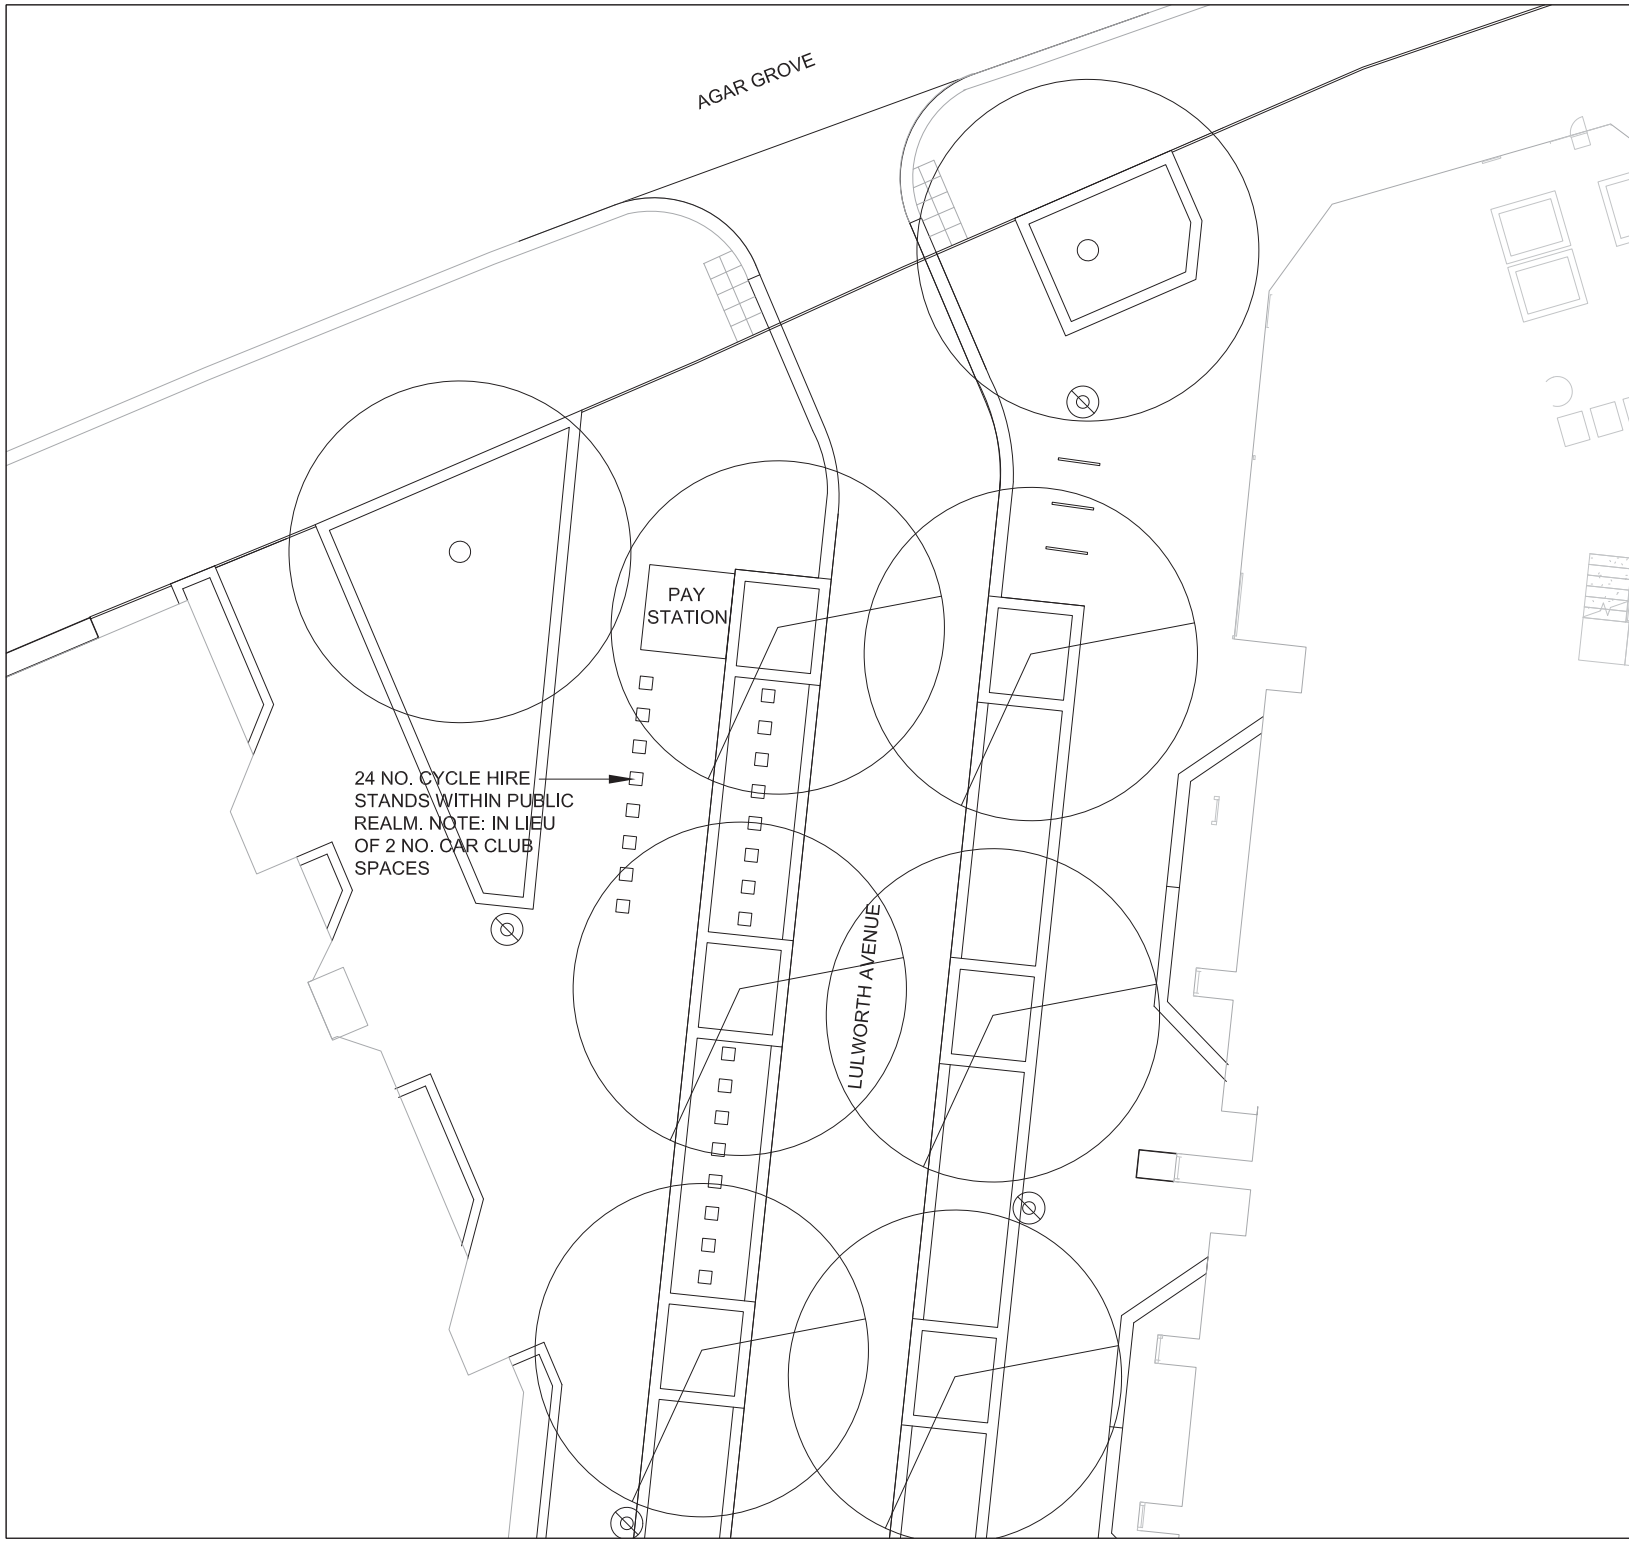 AGAR GROVE
PAY
STATION
24 NO. CYCLE HIRE
STANDS WITHIN PUBLIC
REALM. NOTE: IN LIEU
OF 2 NO. CAR CLUB
SPACES
LULWORTH AVENUE